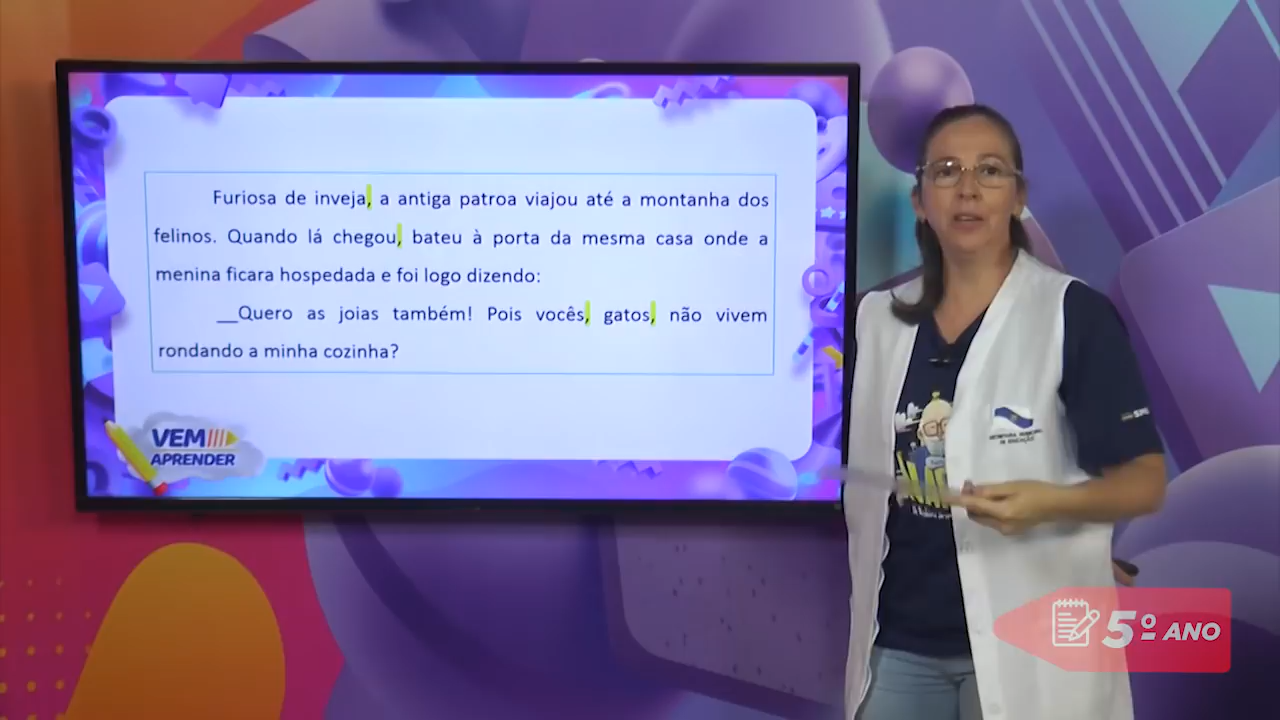 Furiosa de inveja, a antiga patroa viajou até a montanha dos
felinos. Quando lá chegou, bateu à porta da mesma casa onde a
menina ficara hospedada e foi logo dizendo:
__Quero as joias também! Pois vocês, gatos, não vivem
rondando a minha cozinha?
VEM
APRENDER
5º ANO